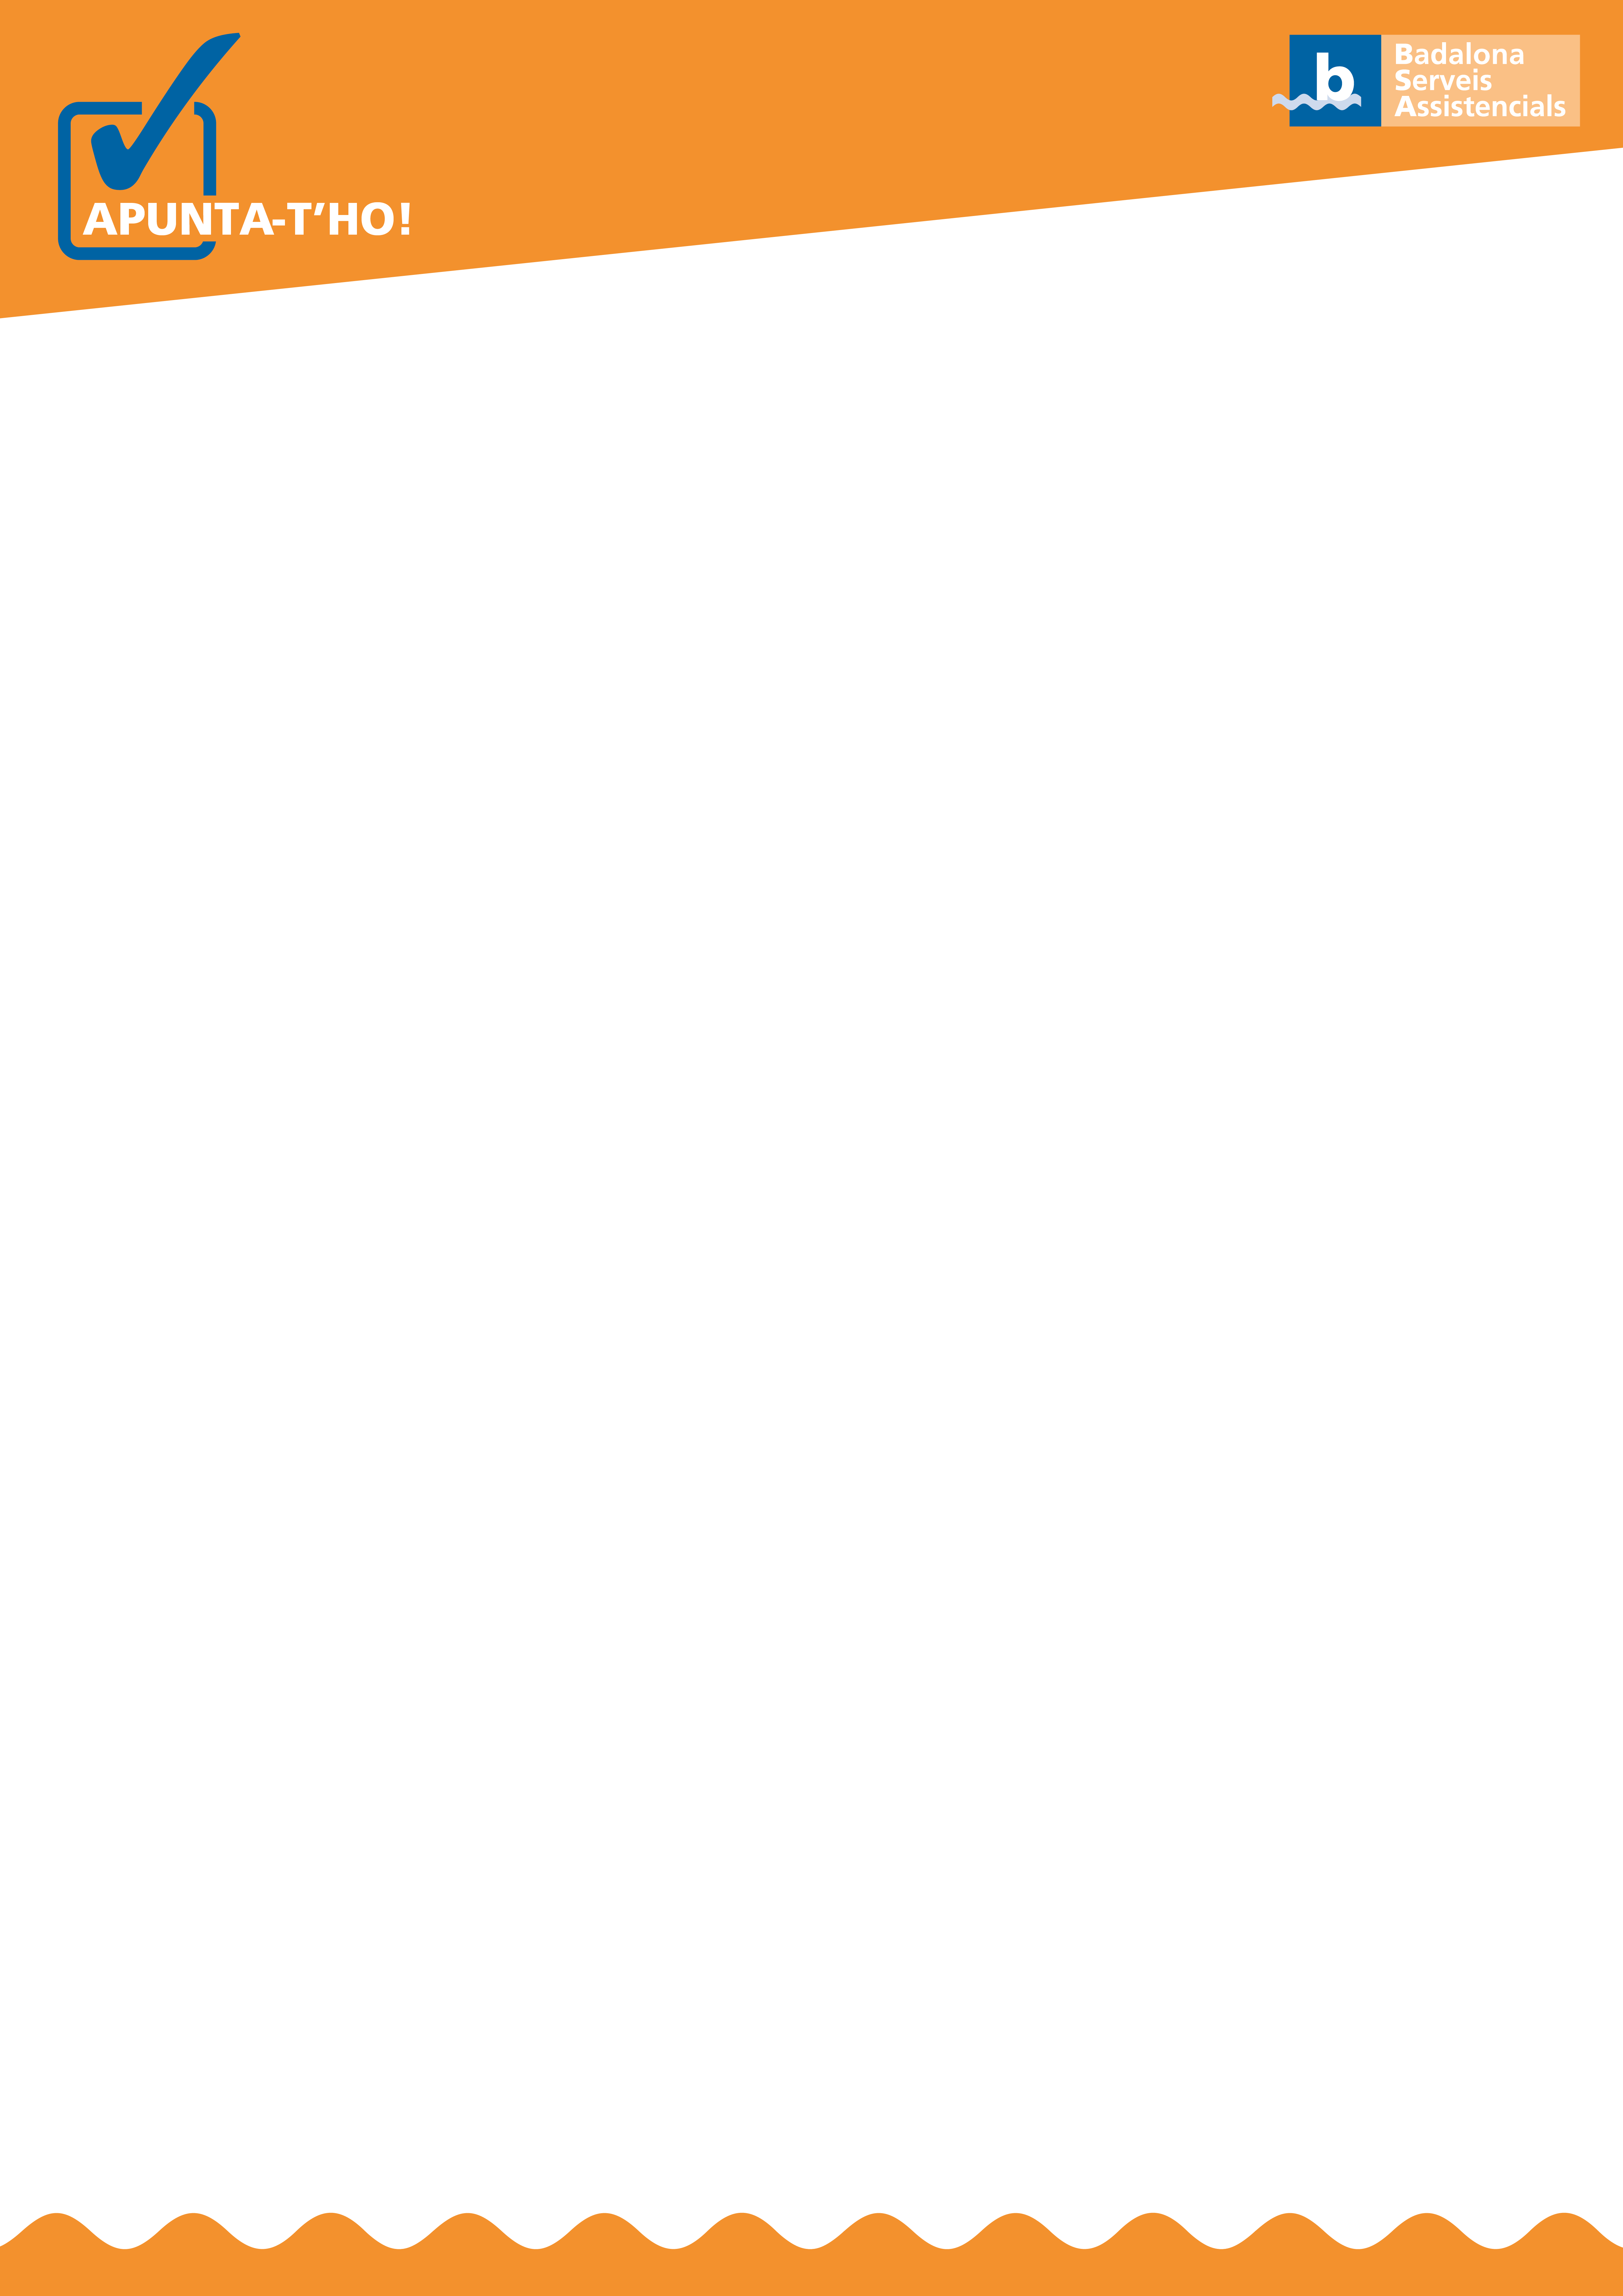 APUNTA-T’HO!
b
Badalona
Serveis
Assistencials